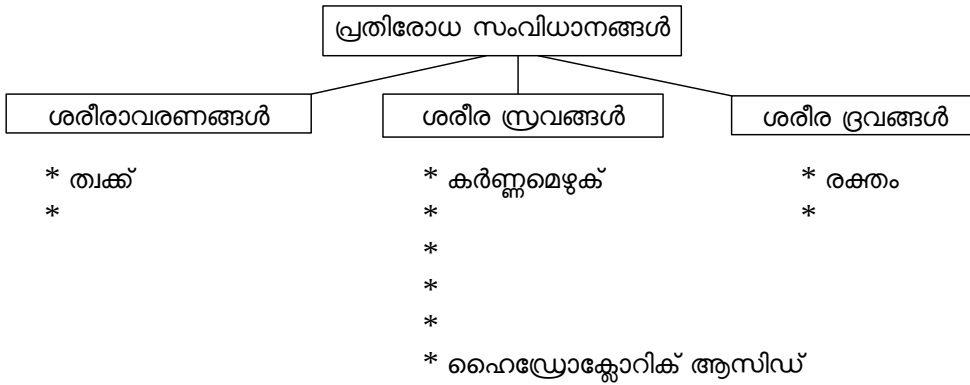 പ്രതിരോധ സംവിധാനങ്ങൾ
ശരീരാവരണങ്ങൾ
* ത്വക്ക്
*
ശരീര സ്രവങ്ങൾ
* കർണ്ണമെഴുക്
*
*
*
*
* ഹൈഡ്രോക്ലോറിക് ആസിഡ്
ശരീര ദ്രവങ്ങൾ
* രക്തം
*